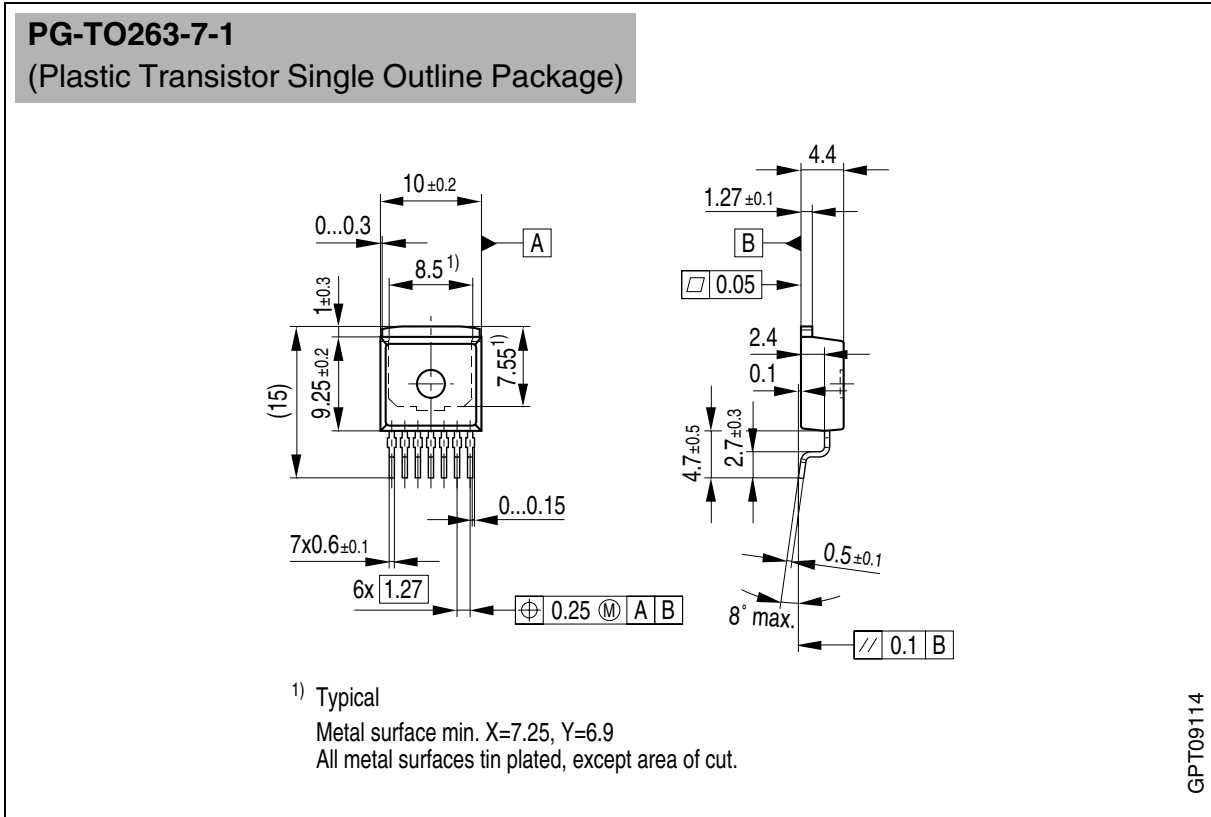 PG-TO263-7-1
(Plastic Transistor Single Outline Package)
4.4
10 ±0.2
1.27 ±0.1
0...0.3
A
B
8.5 1)
0.05
1±0.3
7.55 1)
2.4
9.25 ±0.2
(15)
0.1
4.7±0.5
2.7±0.3
0...0.15
7x0.6±0.1
0.5±0.1
6x 1.27
⌖ 0.25 Ⓜ A B
8° max.
// 0.1 B
1) Typical
Metal surface min. X=7.25, Y=6.9
All metal surfaces tin plated, except area of cut.
GPT09114